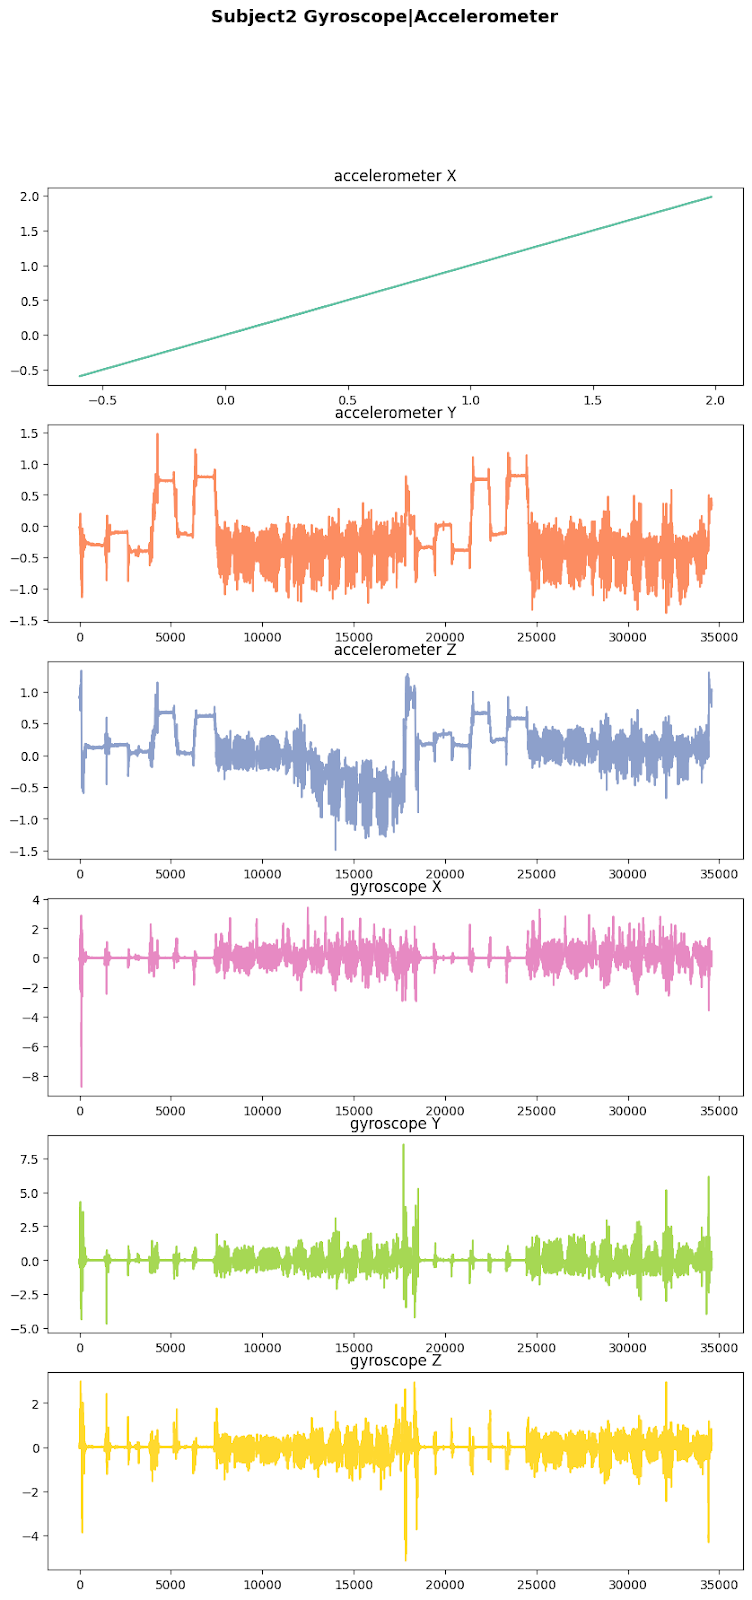 Subject2 Gyroscope|Accelerometer
accelerometer X
2.0
1.5
1.0
0.5
0.0
−0.5
−0.5 0.0 0.5 1.0 1.5 2.0
accelerometer Y
1.5
1.0
0.5
0.0
−0.5
−1.0
−1.5
0 5000 10000 15000 20000 25000 30000 35000
accelerometer Z
1.0
0.5
0.0
−0.5
−1.0
−1.5
0 5000 10000 15000 20000 25000 30000 35000
gyroscope X
4
2
0
−2
−4
−6
−8
0 5000 10000 15000 20000 25000 30000 35000
gyroscope Y
7.5
5.0
2.5
0.0
−2.5
−5.0
0 5000 10000 15000 20000 25000 30000 35000
gyroscope Z
2
0
−2
−4
0 5000 10000 15000 20000 25000 30000 35000